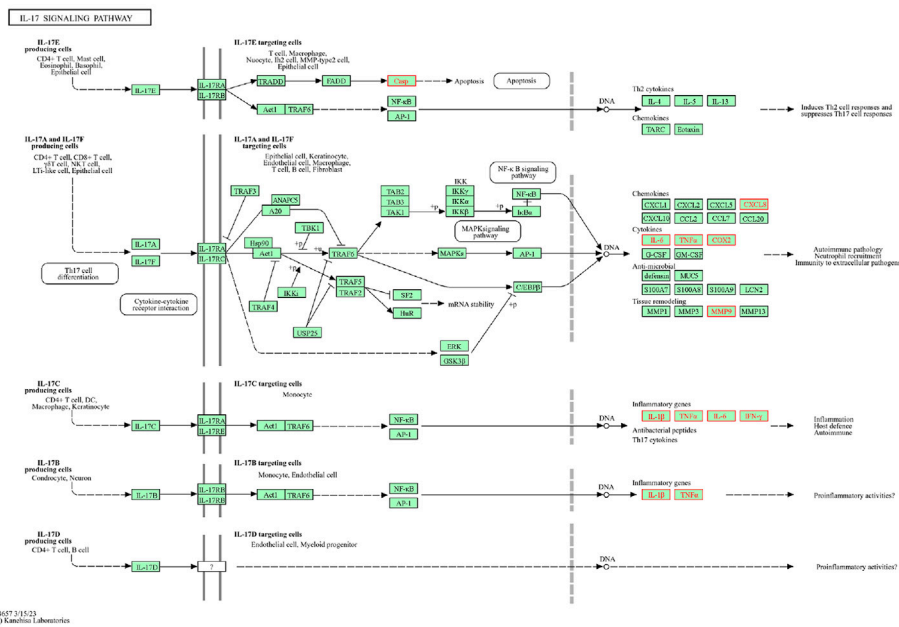 IL-17 SIGNALING PATHWAY
IL-17E
producing cells
CD4+ T cell, Mast cell,
Eosinophil, Basophil,
Epithelial cell
IL-17E
IL-17RA
IL-17RB
IL-17E targeting cells
T cell, Macrophage,
Nuocyte, Ih2 cell, MMP-type2 cell,
Epithelial cell
TRADD
FADD
Casp
Apoptosis
Apoptosis
Act1
TRAF6
NF-κB
AP-1
DNA
Th2 cytokines
IL-4
IL-5
IL-13
Chemokines
TARC
Eotaxin
Induces Th2 cell responses and
suppresses Th17 cell responses
IL-17A and IL-17F
producing cells
CD4+ T cell, CD8+ T cell,
γδT cell, NKT cell,
LTi-like cell, Epithelial cell
IL-17A
IL-17F
IL-17RA
IL-17RC
Th17 cell
differentiation
Cytokine-cytokine
receptor interaction
IL-17A and IL-17F
targeting cells
Epithelial cell, Keratinocyte,
Endothelial cell, Macrophage,
T cell, B cell, Fibroblast
TRAF3
ANAPC5
A20
TBK1
Hsp90
Act1
+p
+u
TRAF6
+p
IKKi
TRAF4
USP25
TRAF5
TRAF2
SF2
HuR
mRNA stability
TAB2
TAB3
TAK1
+p
IKK
IKKγ
IKKα
IKKβ
+p
NF-κB
IκBα
NF-κ B signaling
pathway
MAPKsignaling
pathway
MAPKs
AP-1
C/EBPβ
+p
ERK
GSK3β
DNA
Chemokines
CXCL1
CXCL2
CXCL5
CXCL8
CXCL10
CCL2
CCL7
CCL20
Cytokines
IL-6
TNFα
COX2
G-CSF
GM-CSF
Anti-microbial
defensin
MUC5
S100A7
S100A8
S100A9
LCN2
Tissue remodeling
MMP1
MMP3
MMP9
MMP13
Autoimmune pathology
Neutrophil recruitment
Immunity to extracellular pathogen
IL-17C
producing cells
CD4+ T cell, DC,
Macrophage, Keratinocyte
IL-17C
IL-17RA
IL-17RE
IL-17C targeting cells
Monocyte
Act1
TRAF6
NF-κB
AP-1
DNA
Inflammatory genes
IL-1β
TNFα
IL-6
IFN-γ
Antibacterial peptides
Th17 cytokines
Inflammation
Host defence
Autoimmune
IL-17B
producing cells
Condrocyte, Neuron
IL-17B
IL-17RB
IL-17RB
IL-17B targeting cells
Monocyte, Endothelial cell
Act1
TRAF6
NF-κB
AP-1
DNA
Inflammatory genes
IL-1β
TNFα
Proinflammatory activities?
IL-17D
producing cells
CD4+ T cell, B cell
IL-17D
?
IL-17D targeting cells
Endothelial cell, Myeloid progenitor
DNA
Proinflammatory activities?
4657 3/15/23
) Kanehisa Laboratories